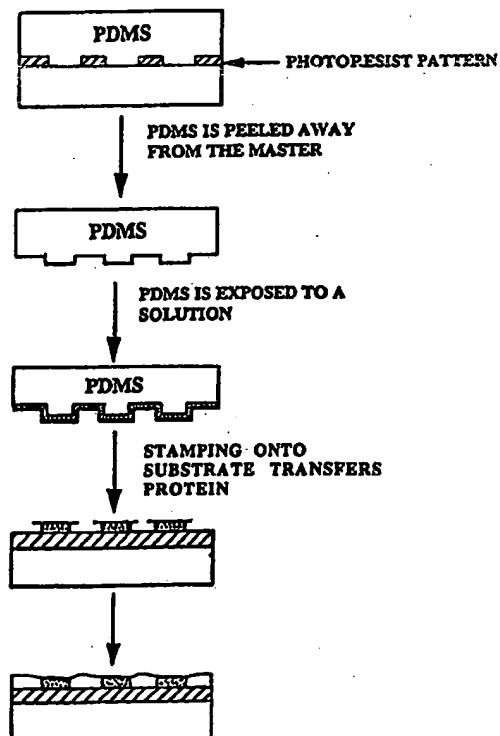 PDMS
PHOTORESIST PATTERN
PDMS IS PEELED AWAY
FROM THE MASTER
PDMS
PDMS IS EXPOSED TO A
SOLUTION
PDMS
STAMPING ONTO
SUBSTRATE TRANSFERS
PROTEIN